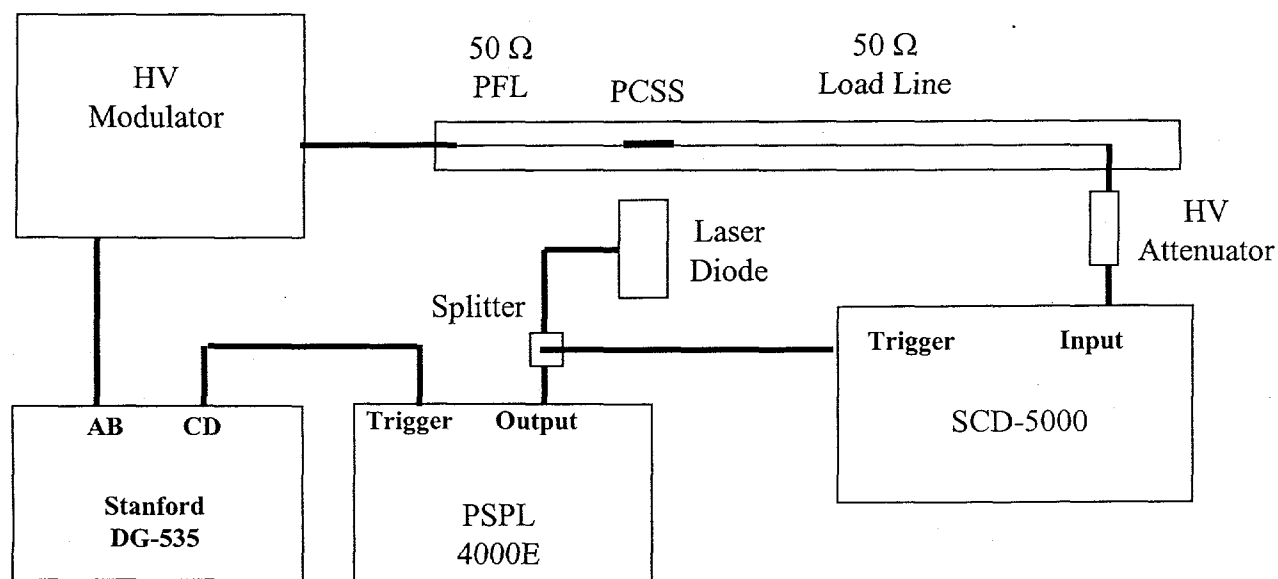 HV
Modulator
50 Ω
PFL
PCSS
50 Ω
Load Line
Laser
Diode
HV
Attenuator
Splitter
Trigger
Input
SCD-5000
AB
CD
Stanford
DG-535
Trigger
Output
PSPL
4000E